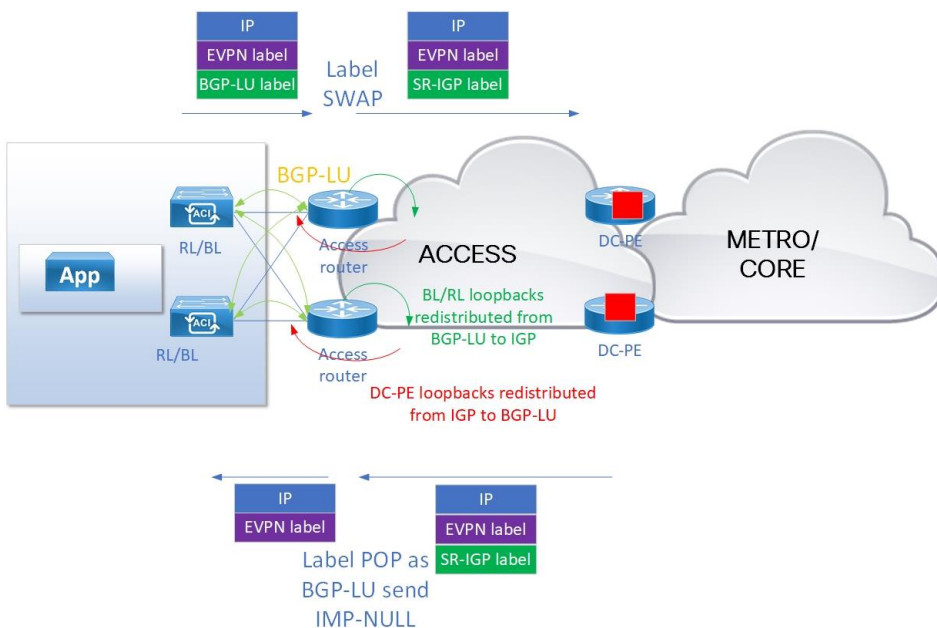 IP
EVPN label
BGP-LU label
Label
SWAP
IP
EVPN label
SR-IGP label
BGP-LU
ACI
RL/BL
Access
router
DC-PE
ACCESS
METRO/
CORE
App
ACI
RL/BL
Access
router
BL/RL loopbacks
redistributed from
BGP-LU to IGP
DC-PE
DC-PE loopbacks redistributed
from IGP to BGP-LU
IP
EVPN label
Label POP as
BGP-LU send
IMP-NULL
IP
EVPN label
SR-IGP label